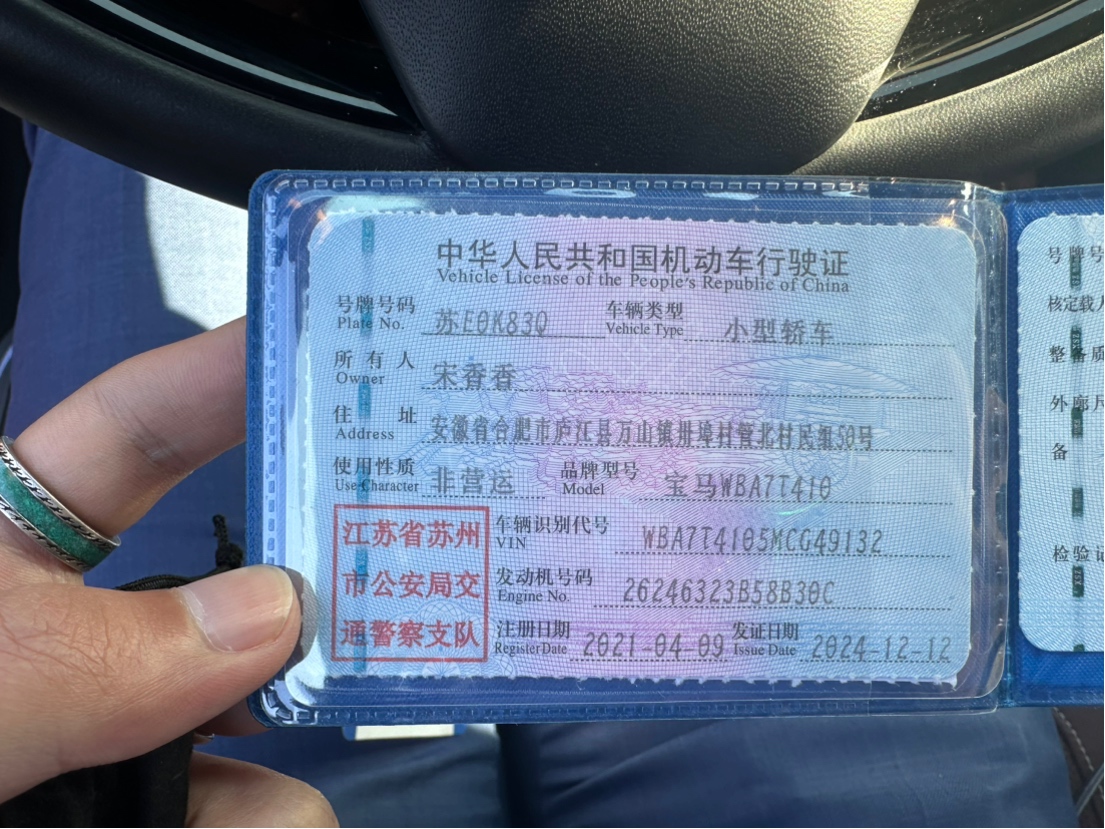 中华人民共和国机动车行驶证
Vehicle License of the People's Republic of China
号牌号码 苏E0K83Q 车辆类型 小型轿车
Plate No. Vehicle Type
所有人 宋香香
Owner
住址 安徽省合肥市庐江县万山镇卅埠村管北村民组50号
Address
使用性质 非营运 品牌型号 宝马WBA7T410
Use Character Model
江苏省苏州
市公安局交
通警察支队
车辆识别代号 WBA7T4105MCG49132
VIN
发动机号码 26246323B58B30C
Engine No.
注册日期 2021-04-09 发证日期 2024-12-12
Register Date Issue Date
号牌号
核定载人
整备质
外廓尺
备
检验记